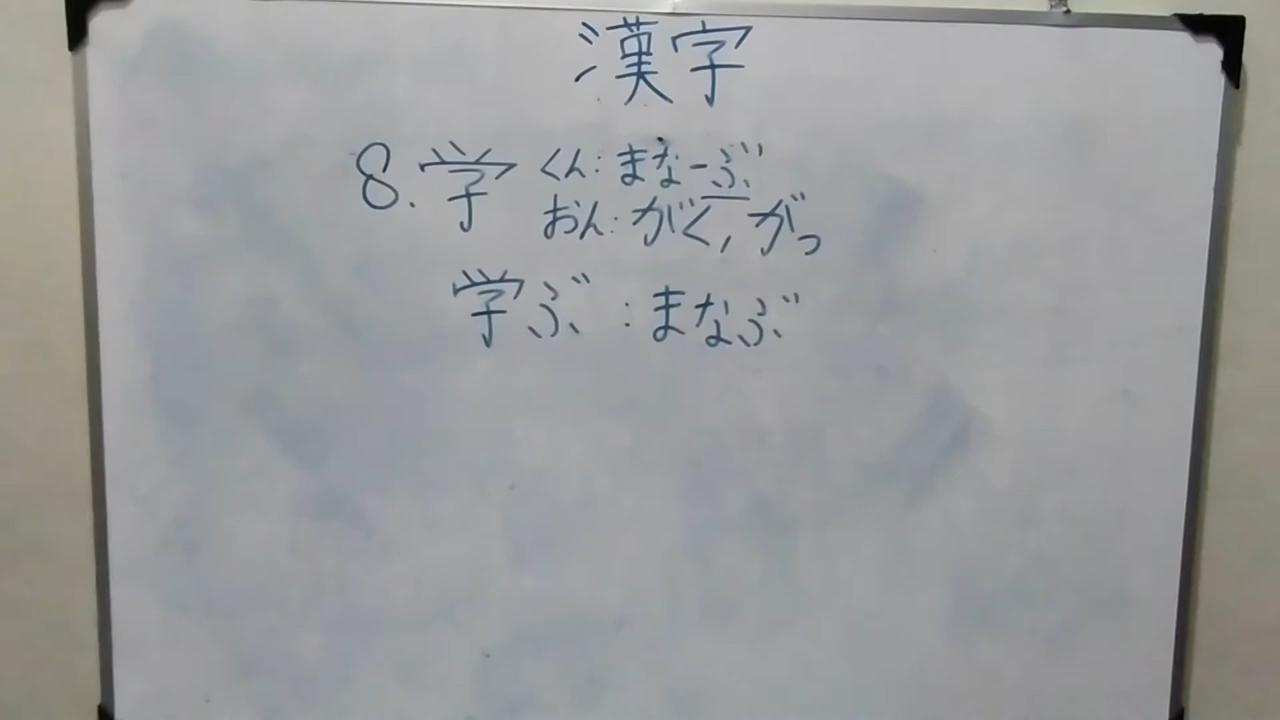 漢字
8. 学 くん: まな-ぶ
おん: がく, がっ
学ぶ : まなぶ